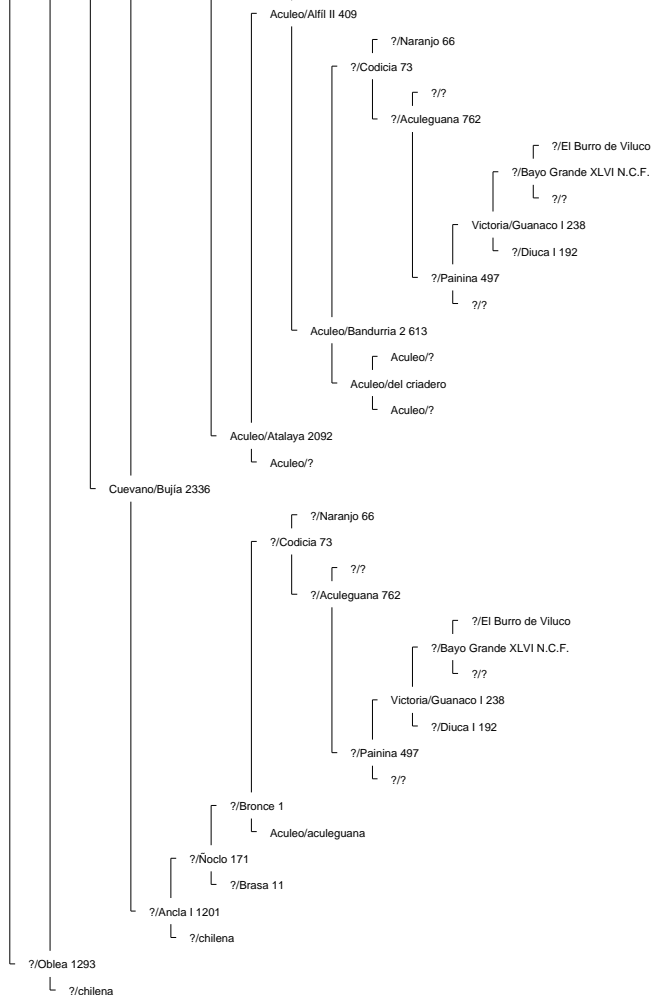 Aculeo/Alfíl II 409
?/Naranjo 66
?/Codicia 73
?/?
?/Aculeguana 762
?/El Burro de Viluco
?/Bayo Grande XLVI N.C.F.
?/?
Victoria/Guanaco I 238
?/Diuca I 192
?/Painina 497
?/?
Aculeo/Bandurria 2 613
Aculeo/?
Aculeo/del criadero
Aculeo/?
Aculeo/Atalaya 2092
Aculeo/?
Cuevano/Bujía 2336
?/Naranjo 66
?/Codicia 73
?/?
?/Aculeguana 762
?/El Burro de Viluco
?/Bayo Grande XLVI N.C.F.
?/?
Victoria/Guanaco I 238
?/Diuca I 192
?/Painina 497
?/?
?/Bronce 1
Aculeo/aculeguana
?/Ñoclo 171
?/Brasa 11
?/Ancla I 1201
?/chilena
?/Oblea 1293
?/chilena